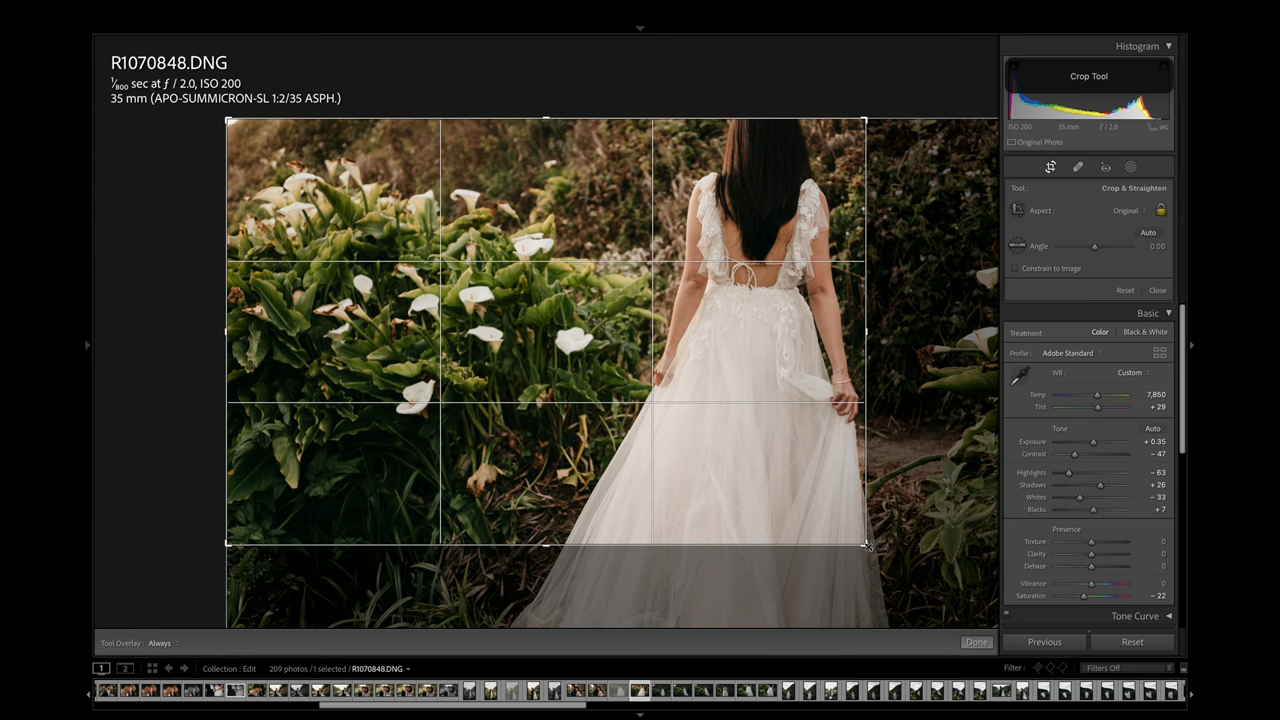 R1070848.DNG
1/800 sec at ƒ / 2.0, ISO 200
35 mm (APO-SUMMICRON-SL 1:2/35 ASPH.)
Histogram
Crop Tool
ISO 200 35 mm ƒ / 2.0 1/800 sec
Original Photo
Tool : Crop & Straighten
Aspect : Original
Auto
Angle 0.00
Constrain to Image
Reset Close
Basic
Treatment : Color Black & White
Profile : Adobe Standard
WB : Custom
Temp 7,850
Tint + 29
Tone Auto
Exposure + 0.35
Contrast − 47
Highlights − 63
Shadows + 26
Whites − 33
Blacks + 7
Presence
Texture 0
Clarity 0
Dehaze 0
Vibrance 0
Saturation − 22
Tone Curve
Tool Overlay : Always
Done
Previous Reset
1 2 Collection : Edit 209 photos / 1 selected / R1070848.DNG
Filter : Filters Off